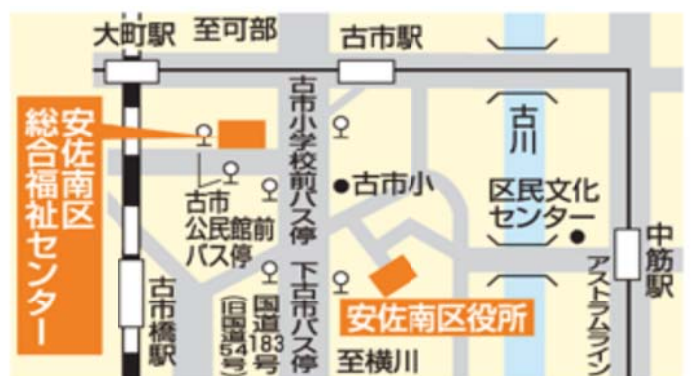 大町駅
至可部
古市駅
安佐南区
総合福祉センター
古市小学校前バス停
古川
古市
公民館前
バス停
古市小
区民文化
センター
中筋駅
アストラムライン
古市橋駅
国道183号
(旧国道54号)
下古市バス停
安佐南区役所
至横川